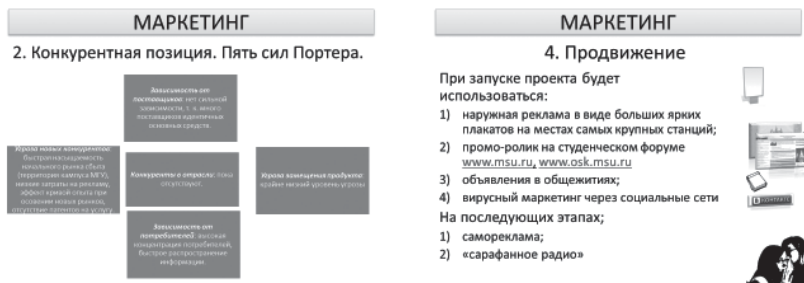 МАРКЕТИНГ
2. Конкурентная позиция. Пять сил Портера.
Зависимость от
поставщиков: нет сильной
зависимости, т. к. много
поставщиков идентичных
основных средств.
Угроза новых конкурентов:
быстрая насыщаемость
локального рынка сбыта
(территория кампуса МГУ),
низкие затраты на рекламу,
эффект кривой опыта при
освоении новых рынков,
отсутствие патентов на услугу.
Конкуренты в отрасли: пока
отсутствуют.
Угроза замещения продукта:
крайне низкий уровень угрозы
Зависимость от
потребителей: высокая
концентрация потребителей,
быстрое распространение
информации
МАРКЕТИНГ
4. Продвижение
При запуске проекта будет
использоваться:
1) наружная реклама в виде больших ярких
плакатов на местах самых крупных станций;
2) промо-ролик на студенческом форуме
www.msu.ru, www.osk.msu.ru
3) объявления в общежитиях;
4) вирусный маркетинг через социальные сети
На последующих этапах;
1) самореклама;
2) «сарафанное радио»